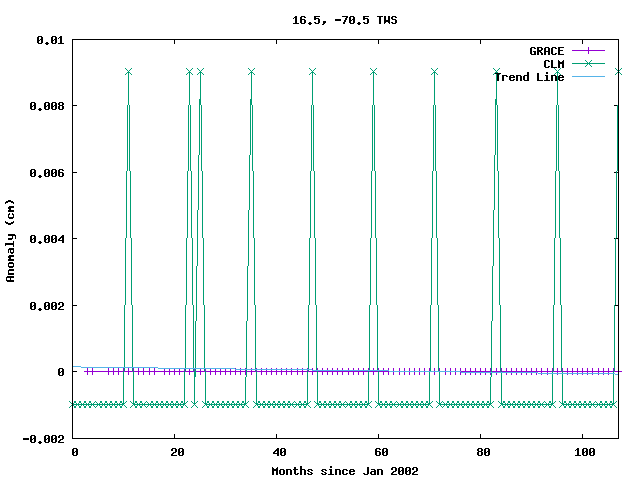 16.5, -70.5 TWS
GRACE
CLM
Trend Line
0.01
0.008
0.006
0.004
0.002
0
-0.002
Anomaly (cm)
0 20 40 60 80 100
Months since Jan 2002